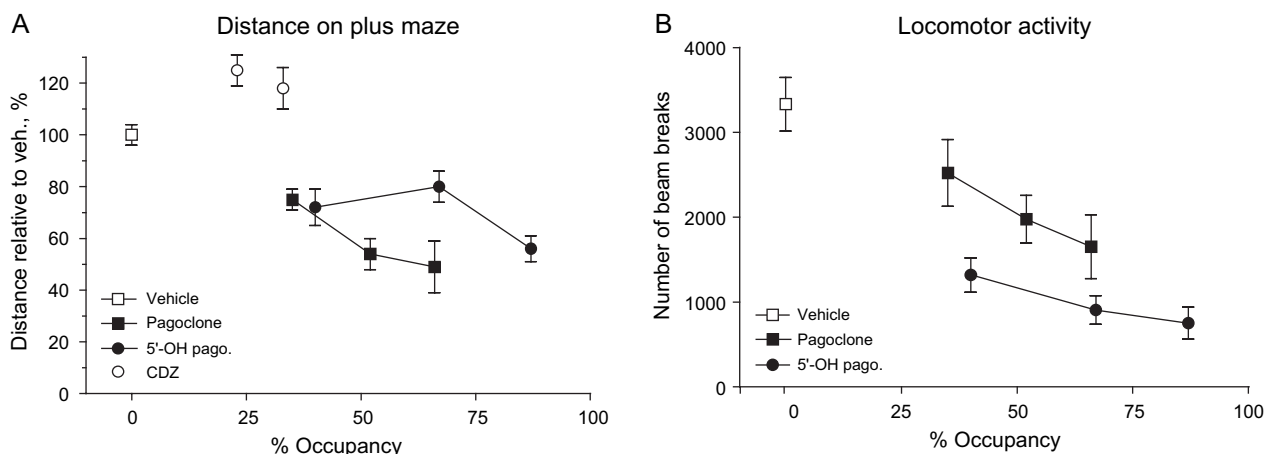 A
Distance on plus maze
Distance relative to veh., %
120
100
80
60
40
20
0
Vehicle
Pagoclone
5'-OH pago.
CDZ
0 25 50 75 100
% Occupancy
B
Locomotor activity
Number of beam breaks
4000
3000
2000
1000
0
Vehicle
Pagoclone
5'-OH pago.
0 25 50 75 100
% Occupancy